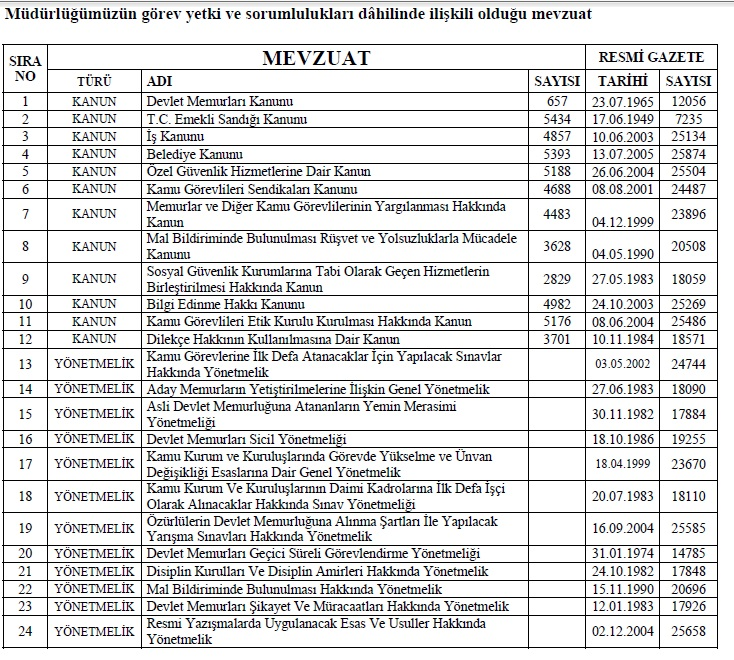 Müdürlüğümüzün görev yetki ve sorumlulukları dâhilinde ilişkili olduğu mevzuat
SIRA NO MEVZUAT RESMİ GAZETE
TÜRÜ ADI SAYISI TARİHİ SAYISI
1 KANUN Devlet Memurları Kanunu 657 23.07.1965 12056
2 KANUN T.C. Emekli Sandığı Kanunu 5434 17.06.1949 7235
3 KANUN İş Kanunu 4857 10.06.2003 25134
4 KANUN Belediye Kanunu 5393 13.07.2005 25874
5 KANUN Özel Güvenlik Hizmetlerine Dair Kanun 5188 26.06.2004 25504
6 KANUN Kamu Görevlileri Sendikaları Kanunu 4688 08.08.2001 24487
7 KANUN Memurlar ve Diğer Kamu Görevlilerinin Yargılanması Hakkında
Kanun 4483 04.12.1999 23896
8 KANUN Mal Bildiriminde Bulunulması Rüşvet ve Yolsuzluklarla Mücadele
Kanunu 3628 04.05.1990 20508
9 KANUN Sosyal Güvenlik Kurumlarına Tabi Olarak Geçen Hizmetlerin
Birleştirilmesi Hakkında Kanun 2829 27.05.1983 18059
10 KANUN Bilgi Edinme Hakkı Kanunu 4982 24.10.2003 25269
11 KANUN Kamu Görevlileri Etik Kurulu Kurulması Hakkında Kanun 5176 08.06.2004 25486
12 KANUN Dilekçe Hakkının Kullanılmasına Dair Kanun 3701 10.11.1984 18571
13 YÖNETMELİK Kamu Görevlerine İlk Defa Atanacaklar İçin Yapılacak Sınavlar
Hakkında Yönetmelik 03.05.2002 24744
14 YÖNETMELİK Aday Memurların Yetiştirilmelerine İlişkin Genel Yönetmelik 27.06.1983 18090
15 YÖNETMELİK Asli Devlet Memurluğuna Atananların Yemin Merasimi
Yönetmeliği 30.11.1982 17884
16 YÖNETMELİK Devlet Memurları Sicil Yönetmeliği 18.10.1986 19255
17 YÖNETMELİK Kamu Kurum ve Kuruluşlarında Görevde Yükselme ve Ünvan
Değişikliği Esaslarına Dair Genel Yönetmelik 18.04.1999 23670
18 YÖNETMELİK Kamu Kurum Ve Kuruluşlarının Daimi Kadrolarına İlk Defa İşçi
Olarak Alınacaklar Hakkında Sınav Yönetmeliği 20.07.1983 18110
19 YÖNETMELİK Özürlülerin Devlet Memurluğuna Alınma Şartları İle Yapılacak
Yarışma Sınavları Hakkında Yönetmelik 16.09.2004 25585
20 YÖNETMELİK Devlet Memurları Geçici Süreli Görevlendirme Yönetmeliği 31.01.1974 14785
21 YÖNETMELİK Disiplin Kurulları Ve Disiplin Amirleri Hakkında Yönetmelik 24.10.1982 17848
22 YÖNETMELİK Mal Bildiriminde Bulunulması Hakkında Yönetmelik 15.11.1990 20696
23 YÖNETMELİK Devlet Memurları Şikayet Ve Müracaatları Hakkında Yönetmelik 12.01.1983 17926
24 YÖNETMELİK Resmi Yazışmalarda Uygulanacak Esas Ve Usuller Hakkında
Yönetmelik 02.12.2004 25658